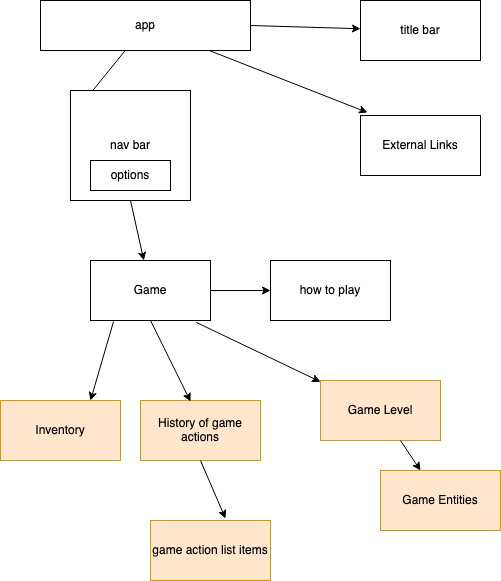 app
title bar
nav bar
External Links
options
Game
how to play
Game Level
Inventory
History of game
actions
Game Entities
game action list items